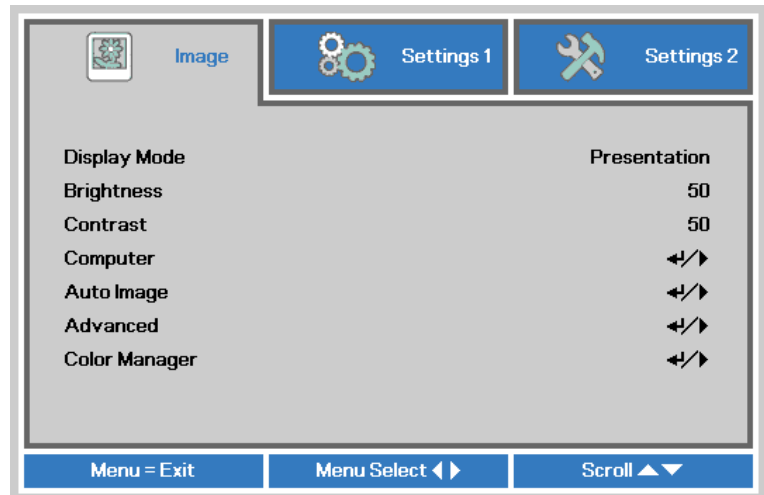 Image Settings 1 Settings 2
Display Mode Presentation
Brightness 50
Contrast 50
Computer ↵/▶
Auto Image ↵/▶
Advanced ↵/▶
Color Manager ↵/▶
Menu = Exit Menu Select ◀▶ Scroll ▲▼